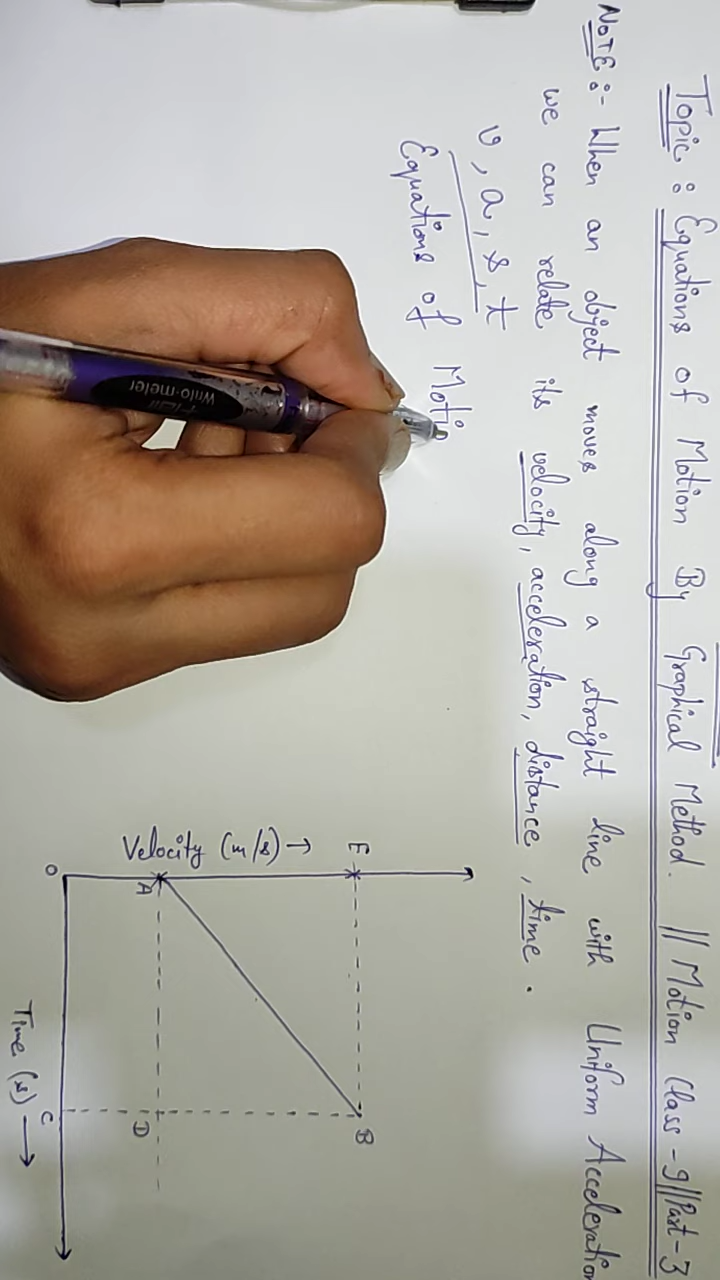 Topic : Equations of Motion By Graphical Method. || Motion Class - 9||Part - 3
NOTE :- When an object moves along a straight line with Uniform Acceleration
we can relate its velocity, acceleration, distance , time .
v , a , s , t
Equations of Motio
Velocity (m/s) →
E
B
A
D
O
C
Time (s) →
Writo-meter